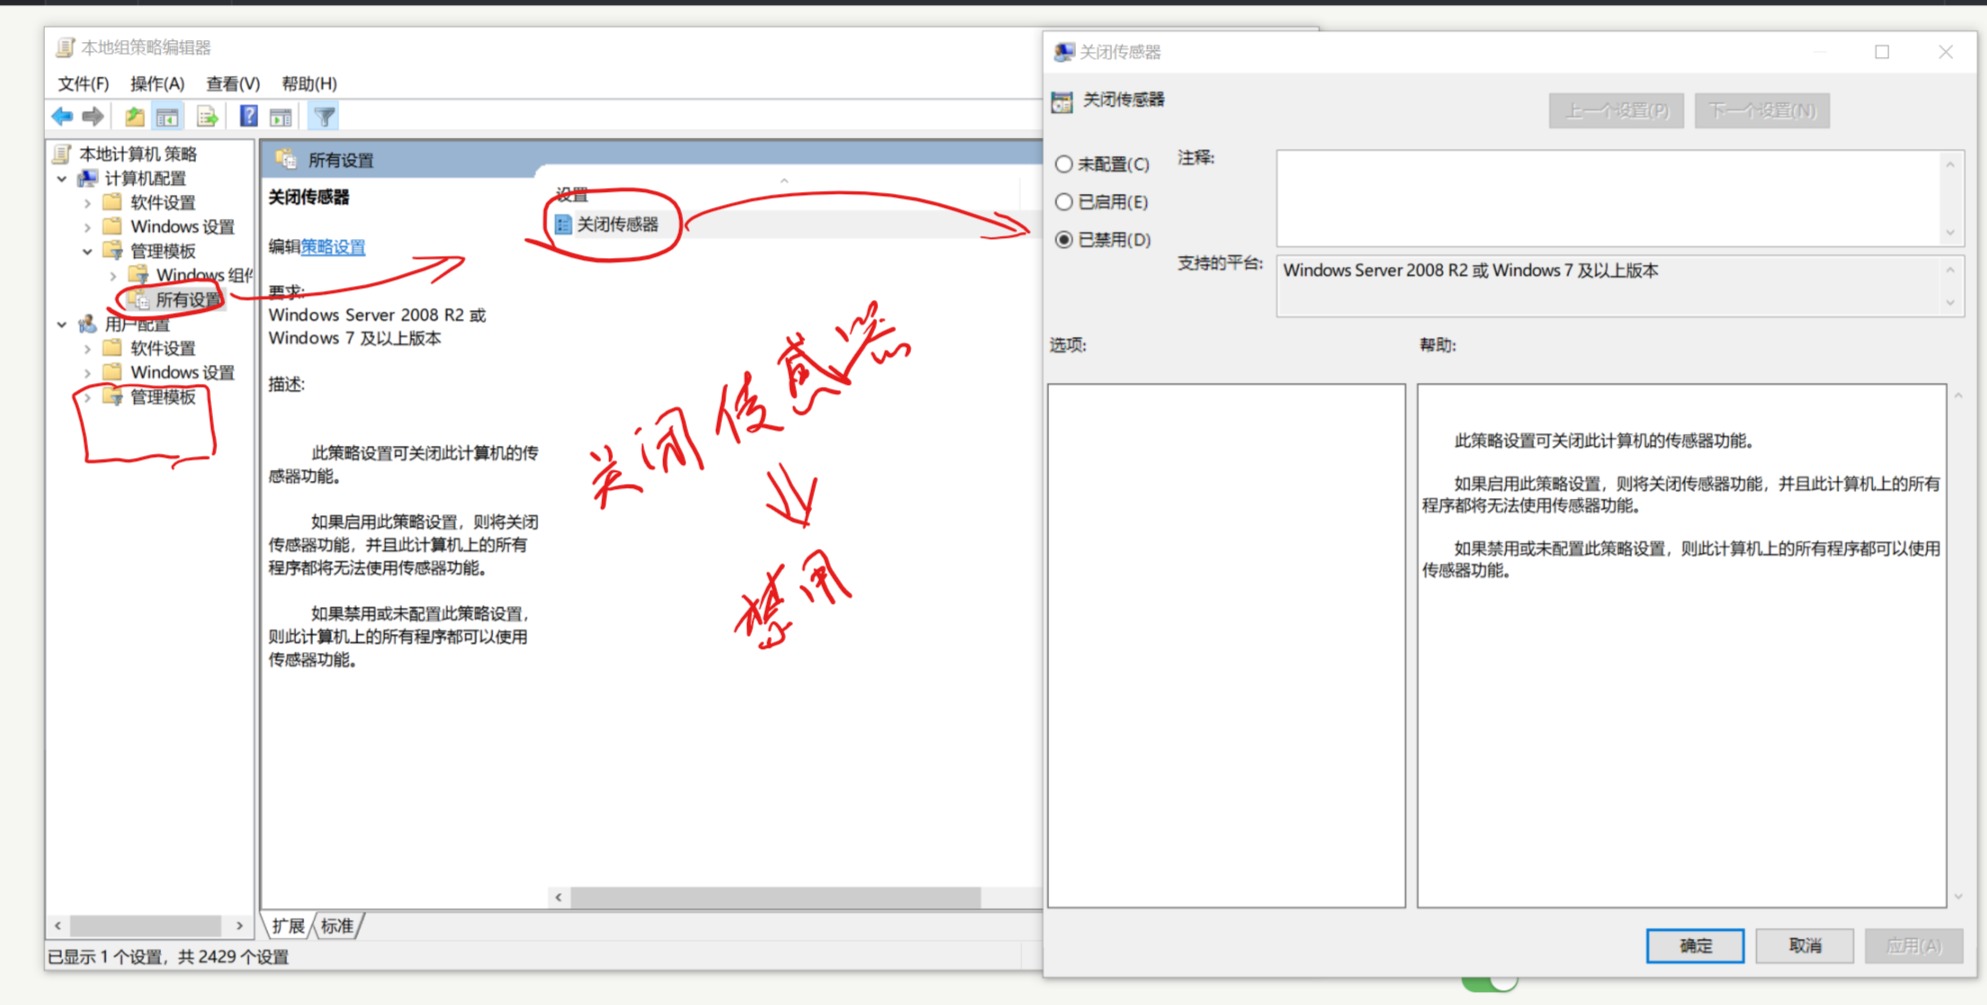 本地组策略编辑器
文件(F) 操作(A) 查看(V) 帮助(H)
本地计算机 策略
计算机配置
软件设置
Windows 设置
管理模板
Windows 组件
所有设置
用户配置
软件设置
Windows 设置
管理模板
所有设置
关闭传感器
编辑策略设置
要求:
Windows Server 2008 R2 或
Windows 7 及以上版本
描述:
此策略设置可关闭此计算机的传
感器功能。
如果启用此策略设置，则将关闭
传感器功能，并且此计算机上的所有
程序都将无法使用传感器功能。
如果禁用或未配置此策略设置，
则此计算机上的所有程序都可以使用
传感器功能。
设置
关闭传感器
关闭传感器
禁用
扩展 标准
已显示 1 个设置，共 2429 个设置
关闭传感器
关闭传感器
上一个设置(P) 下一个设置(N)
未配置(C)
已启用(E)
已禁用(D)
注释:
支持的平台:
Windows Server 2008 R2 或 Windows 7 及以上版本
选项:
帮助:
此策略设置可关闭此计算机的传感器功能。
如果启用此策略设置，则将关闭传感器功能，并且此计算机上的所有
程序都将无法使用传感器功能。
如果禁用或未配置此策略设置，则此计算机上的所有程序都可以使用
传感器功能。
确定 取消 应用(A)